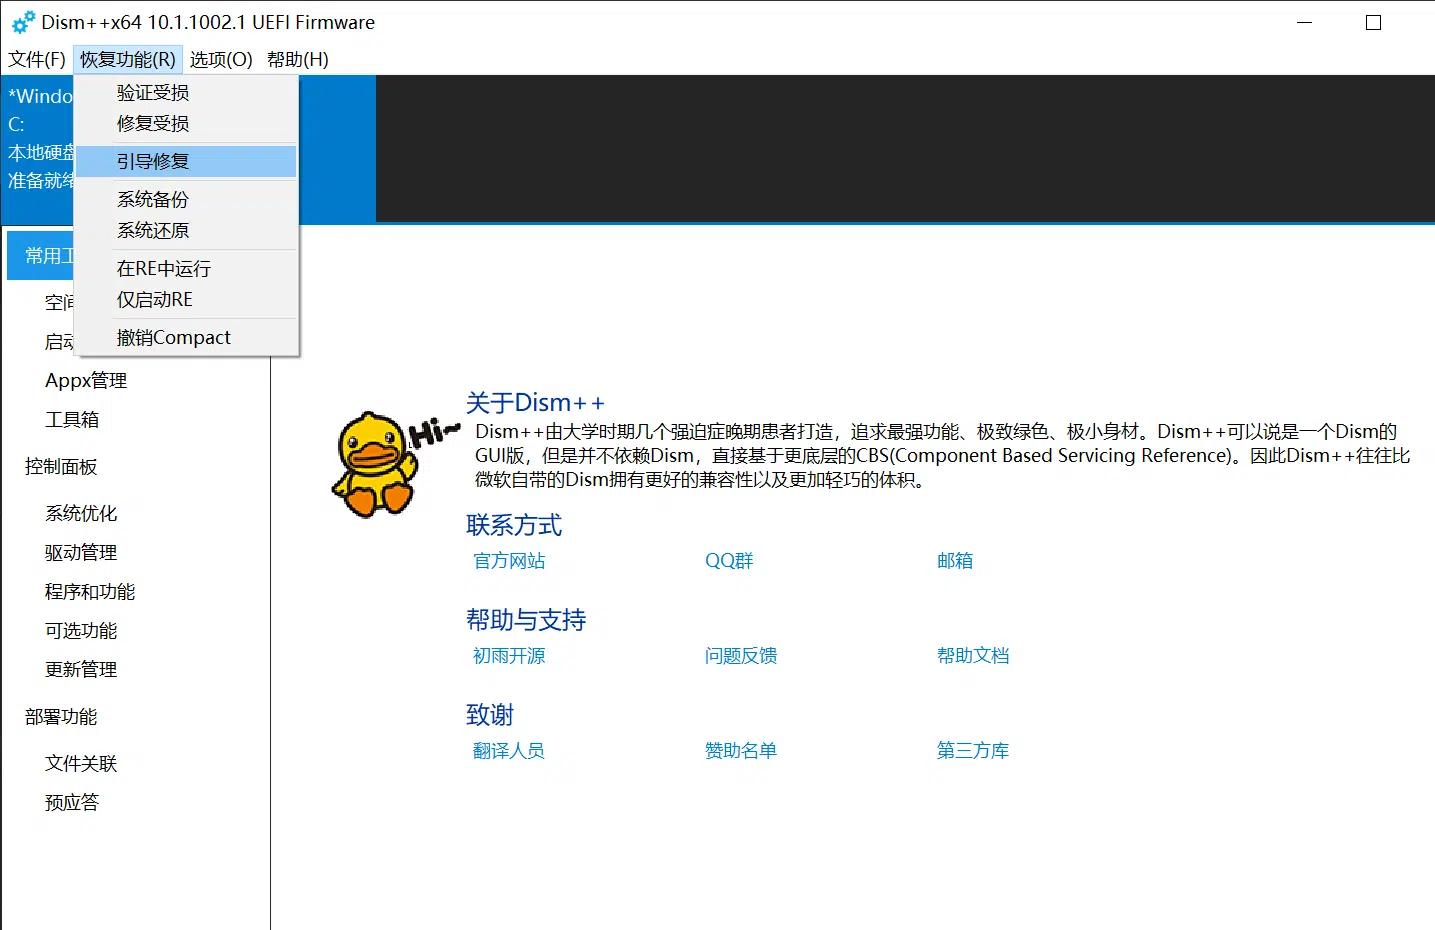 Dism++x64 10.1.1002.1 UEFI Firmware
文件(F) 恢复功能(R) 选项(O) 帮助(H)
*Windo
C:
本地硬盘
准备就绪
验证受损
修复受损
引导修复
系统备份
系统还原
在RE中运行
仅启动RE
撤销Compact
常用工
空间
启动
Appx管理
工具箱
控制面板
系统优化
驱动管理
程序和功能
可选功能
更新管理
部署功能
文件关联
预应答
Hi~
关于Dism++
Dism++由大学时期几个强迫症晚期患者打造，追求最强功能、极致绿色、极小身材。Dism++可以说是一个Dism的
GUI版，但是并不依赖Dism，直接基于更底层的CBS(Component Based Servicing Reference)。因此Dism++往往比
微软自带的Dism拥有更好的兼容性以及更加轻巧的体积。
联系方式
官方网站 QQ群 邮箱
帮助与支持
初雨开源 问题反馈 帮助文档
致谢
翻译人员 赞助名单 第三方库